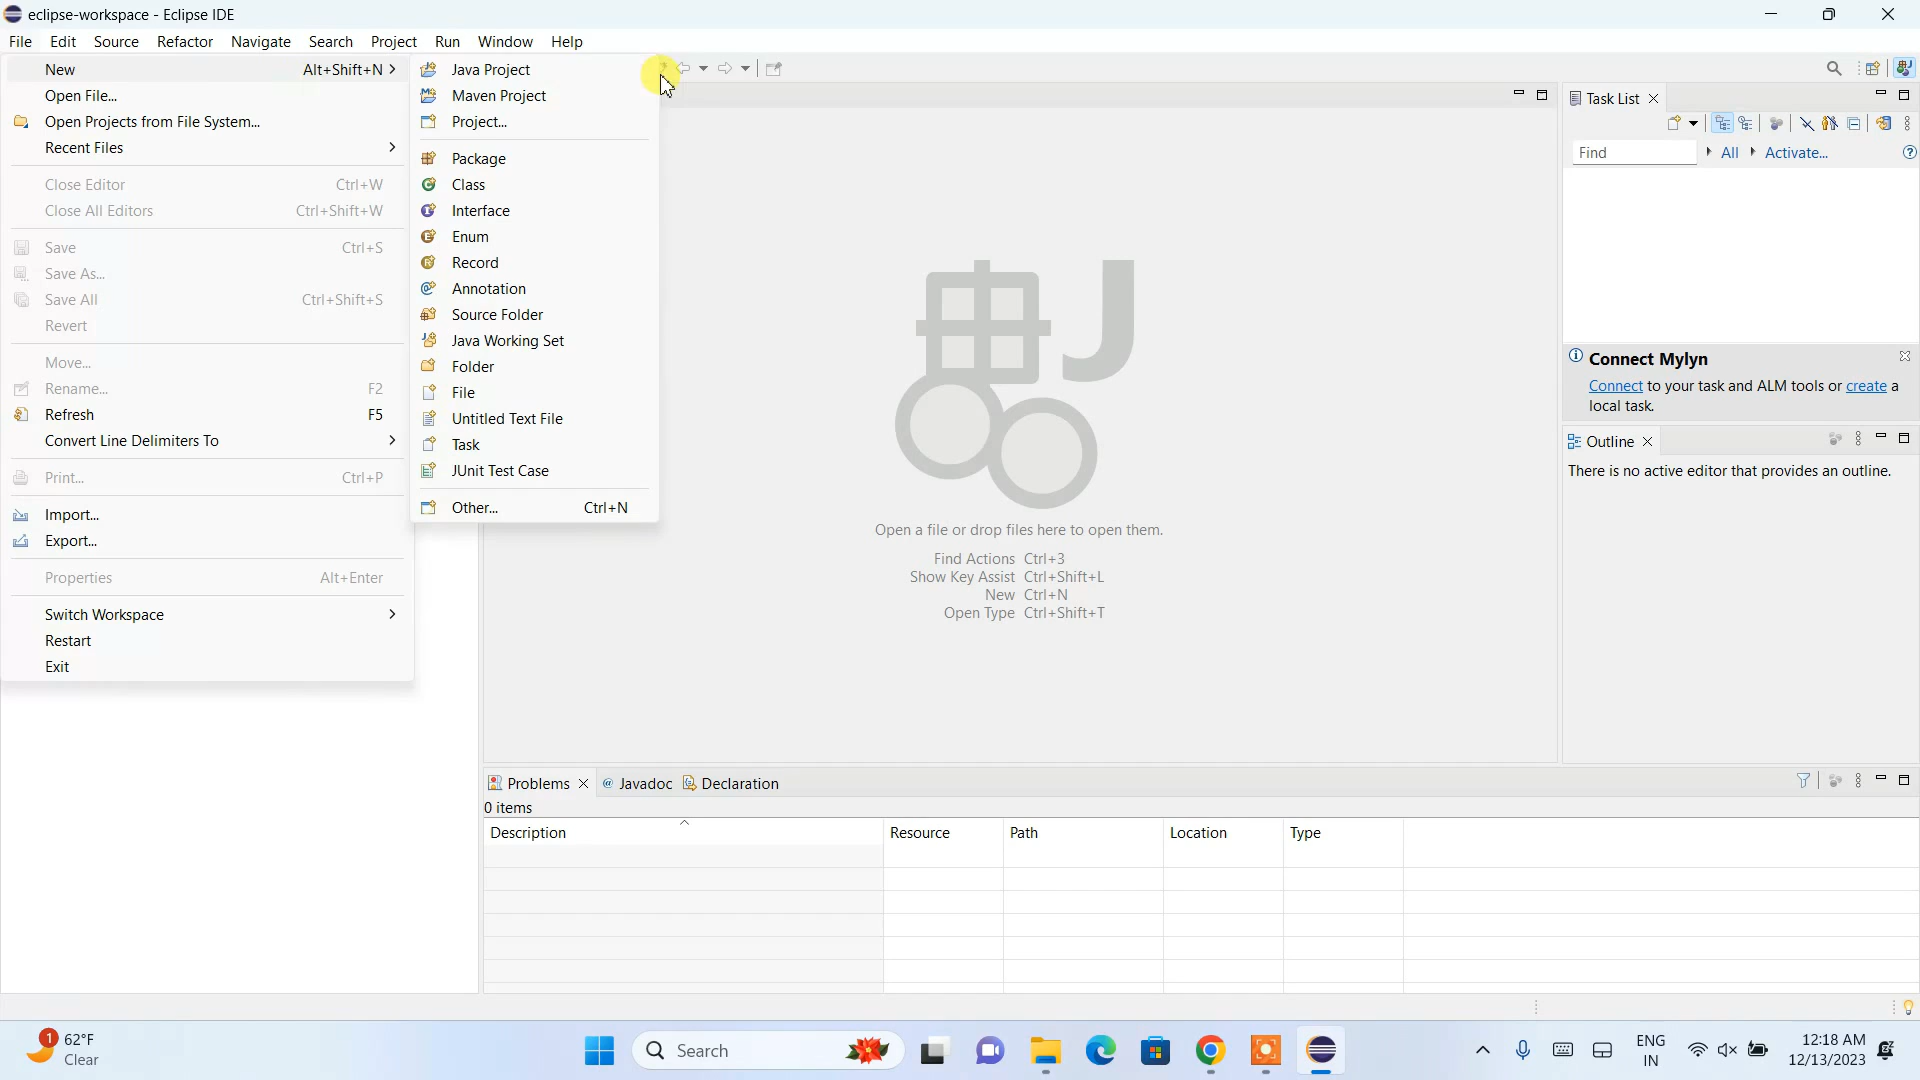 eclipse-workspace - Eclipse IDE
File Edit Source Refactor Navigate Search Project Run Window Help
New Alt+Shift+N
Open File...
Open Projects from File System...
Recent Files
Close Editor Ctrl+W
Close All Editors Ctrl+Shift+W
Save Ctrl+S
Save As...
Save All Ctrl+Shift+S
Revert
Move...
Rename... F2
Refresh F5
Convert Line Delimiters To
Print... Ctrl+P
Import...
Export...
Properties Alt+Enter
Switch Workspace
Restart
Exit
Java Project
Maven Project
Project...
Package
Class
Interface
Enum
Record
Annotation
Source Folder
Java Working Set
Folder
File
Untitled Text File
Task
JUnit Test Case
Other... Ctrl+N
Open a file or drop files here to open them.
Find Actions Ctrl+3
Show Key Assist Ctrl+Shift+L
New Ctrl+N
Open Type Ctrl+Shift+T
Task List
Find All Activate...
Connect Mylyn
Connect to your task and ALM tools or create a
local task.
Outline
There is no active editor that provides an outline.
Problems Javadoc Declaration
0 items
Description Resource Path Location Type
1 62°F
Clear
Search
ENG
IN
12:18 AM
12/13/2023